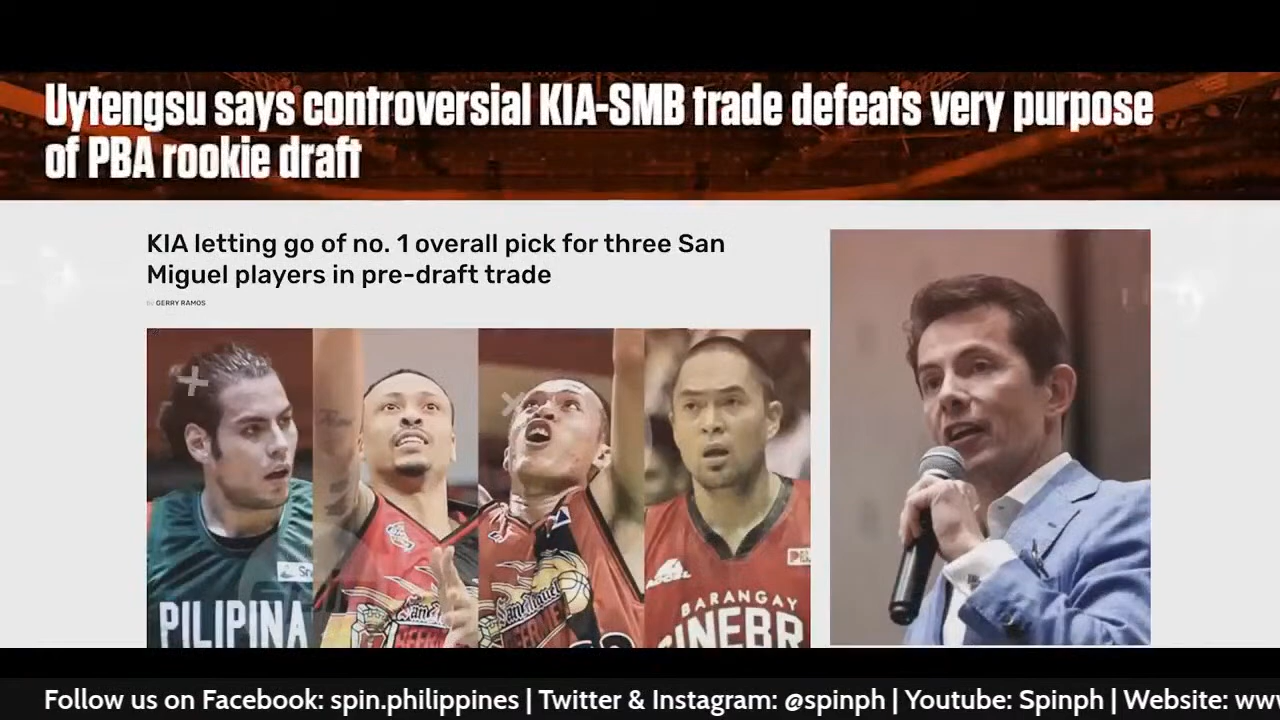 Uytengsu says controversial KIA-SMB trade defeats very purpose
of PBA rookie draft
KIA letting go of no. 1 overall pick for three San
Miguel players in pre-draft trade
by GERRY RAMOS
PILIPINA
BARANGAY
GINEBR
Follow us on Facebook: spin.philippines | Twitter & Instagram: @spinph | Youtube: Spinph | Website: ww